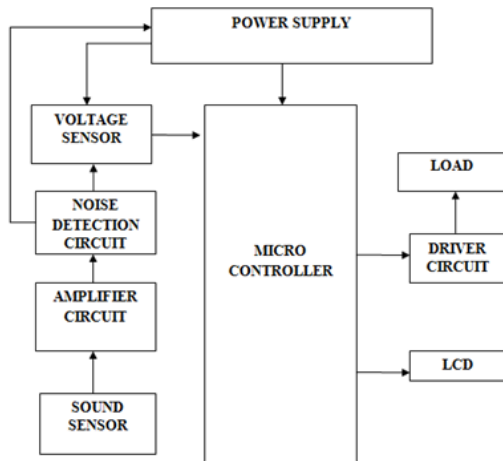 POWER SUPPLY
VOLTAGE
SENSOR
NOISE
DETECTION
CIRCUIT
AMPLIFIER
CIRCUIT
SOUND
SENSOR
MICRO
CONTROLLER
LOAD
DRIVER
CIRCUIT
LCD